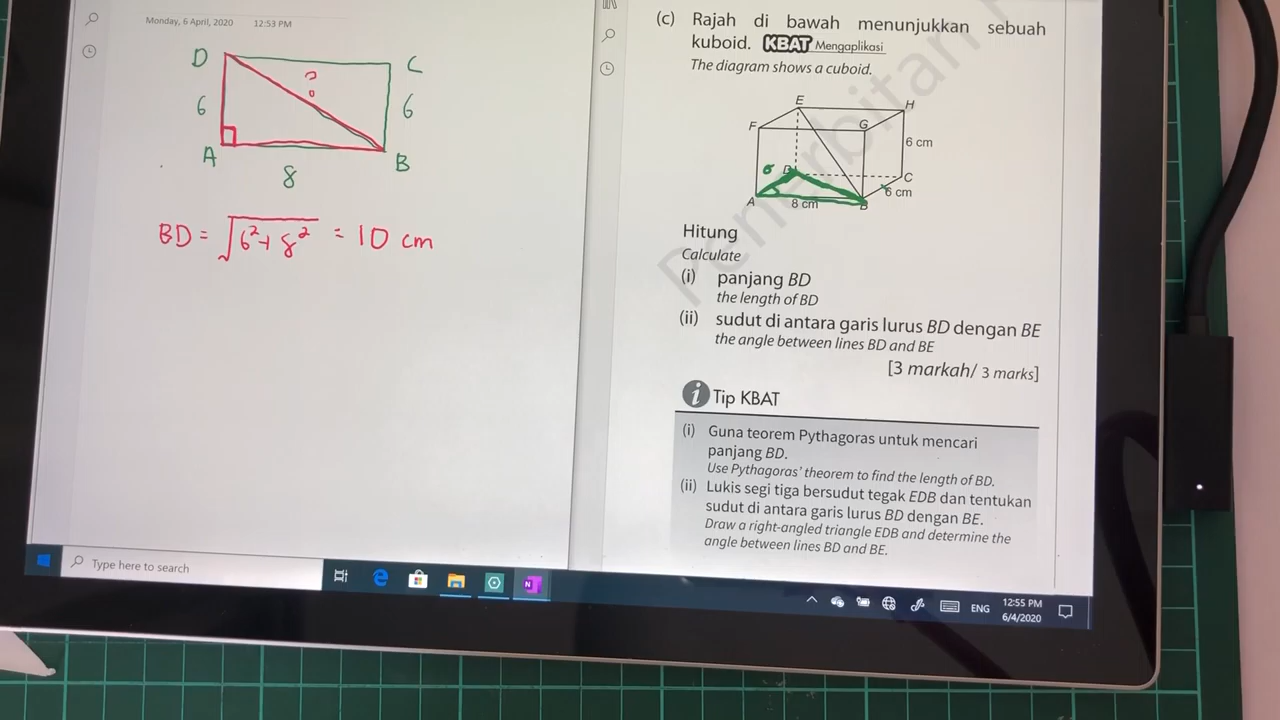 Monday, 6 April, 2020 12:53 PM
D
C
?
6
6
A
B
8
BD = √6²+8² = 10 cm
(c) Rajah di bawah menunjukkan sebuah
kuboid. KBAT Mengaplikasi
The diagram shows a cuboid.
E
H
F
G
6 cm
6
D
C
6 cm
A
8 cm
B
Hitung
Calculate
(i) panjang BD
the length of BD
(ii) sudut di antara garis lurus BD dengan BE
the angle between lines BD and BE
[3 markah/ 3 marks]
i Tip KBAT
(i) Guna teorem Pythagoras untuk mencari
panjang BD.
Use Pythagoras' theorem to find the length of BD.
(ii) Lukis segi tiga bersudut tegak EDB dan tentukan
sudut di antara garis lurus BD dengan BE.
Draw a right-angled triangle EDB and determine the
angle between lines BD and BE.
Type here to search
N
ENG
12:55 PM
6/4/2020